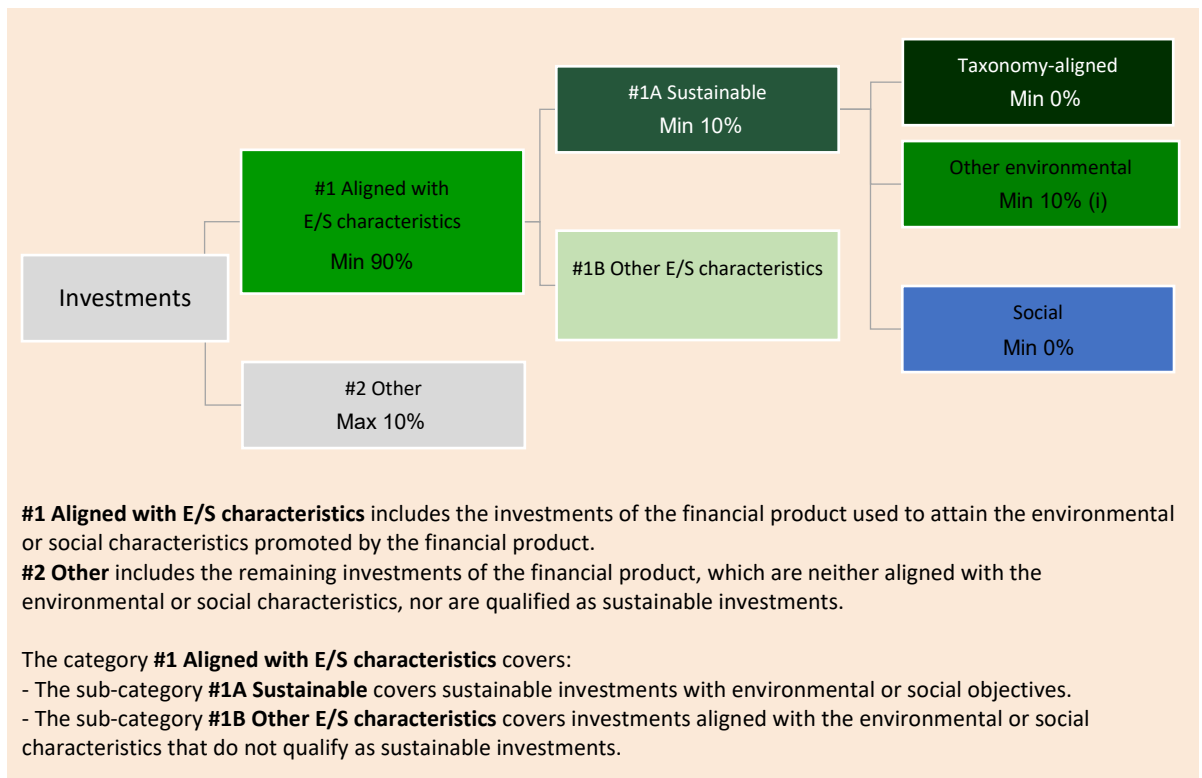 Investments
#1 Aligned with
E/S characteristics
Min 90%
#2 Other
Max 10%
#1A Sustainable
Min 10%
#1B Other E/S characteristics
Taxonomy-aligned
Min 0%
Other environmental
Min 10% (i)
Social
Min 0%
#1 Aligned with E/S characteristics includes the investments of the financial product used to attain the environmental
or social characteristics promoted by the financial product.
#2 Other includes the remaining investments of the financial product, which are neither aligned with the
environmental or social characteristics, nor are qualified as sustainable investments.
The category #1 Aligned with E/S characteristics covers:
- The sub-category #1A Sustainable covers sustainable investments with environmental or social objectives.
- The sub-category #1B Other E/S characteristics covers investments aligned with the environmental or social
characteristics that do not qualify as sustainable investments.